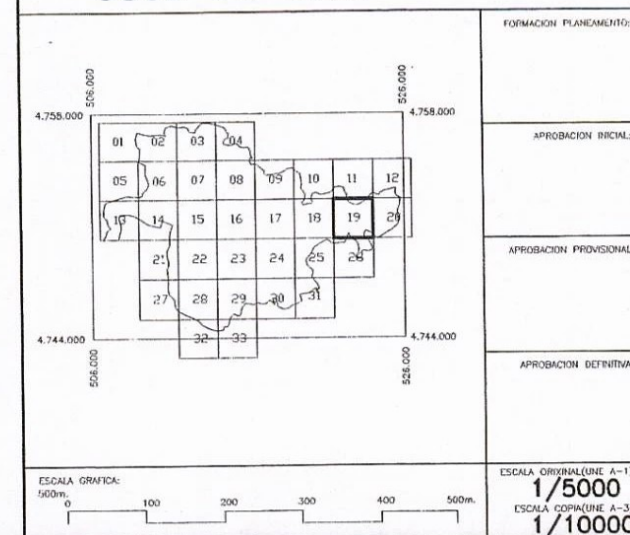 FORMACION PLANEAMENTO:
506.000
526.000
4.755.000
4.758.000
01 02 03 04
APROBACION INICIAL:
05 06 07 08 09 10 11 12
13 14 15 16 17 18 19 20
21 22 23 24 25 26
APROBACION PROVISIONAL
27 28 29 30 31
4.744.000
4.744.000
32 33
506.000
526.000
APROBACION DEFINITIVA
ESCALA GRAFICA:
500m.
0 100 200 300 400 500m.
ESCALA ORIXINAL(UNE A-1
1/5000
ESCALA COPIA(UNE A-3
1/10000